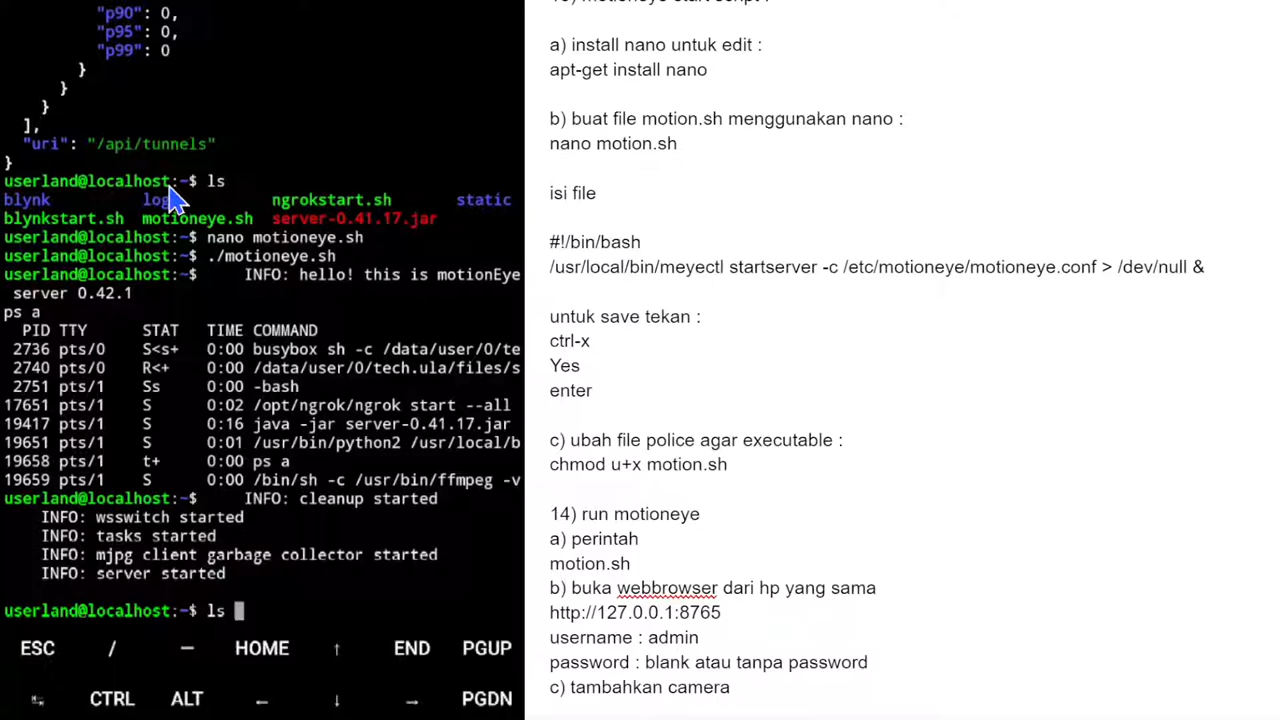 "p90": 0,
"p95": 0,
"p99": 0
}
}
}
],
"uri": "/api/tunnels"
}
userland@localhost:~$ ls
blynk log ngrokstart.sh static
blynkstart.sh motioneye.sh server-0.41.17.jar
userland@localhost:~$ nano motioneye.sh
userland@localhost:~$ ./motioneye.sh
userland@localhost:~$ INFO: hello! this is motionEye
server 0.42.1
ps a
PID TTY STAT TIME COMMAND
2736 pts/0 S<s+ 0:00 busybox sh -c /data/user/0/te
2740 pts/0 R<+ 0:00 /data/user/0/tech.ula/files/s
2751 pts/1 Ss 0:00 -bash
17651 pts/1 S 0:02 /opt/ngrok/ngrok start --all
19417 pts/1 S 0:16 java -jar server-0.41.17.jar
19651 pts/1 S 0:01 /usr/bin/python2 /usr/local/b
19658 pts/1 t+ 0:00 ps a
19659 pts/1 S 0:00 /bin/sh -c /usr/bin/ffmpeg -v
userland@localhost:~$ INFO: cleanup started
INFO: wsswitch started
INFO: tasks started
INFO: mjpg client garbage collector started
INFO: server started
userland@localhost:~$ ls
ESC / — HOME ↑ END PGUP
↹ CTRL ALT ← ↓ → PGDN
a) install nano untuk edit :
apt-get install nano
b) buat file motion.sh menggunakan nano :
nano motion.sh
isi file
#!/bin/bash
/usr/local/bin/meyectl startserver -c /etc/motioneye/motioneye.conf > /dev/null &
untuk save tekan :
ctrl-x
Yes
enter
c) ubah file police agar executable :
chmod u+x motion.sh
14) run motioneye
a) perintah
motion.sh
b) buka webbrowser dari hp yang sama
http://127.0.0.1:8765
username : admin
password : blank atau tanpa password
c) tambahkan camera